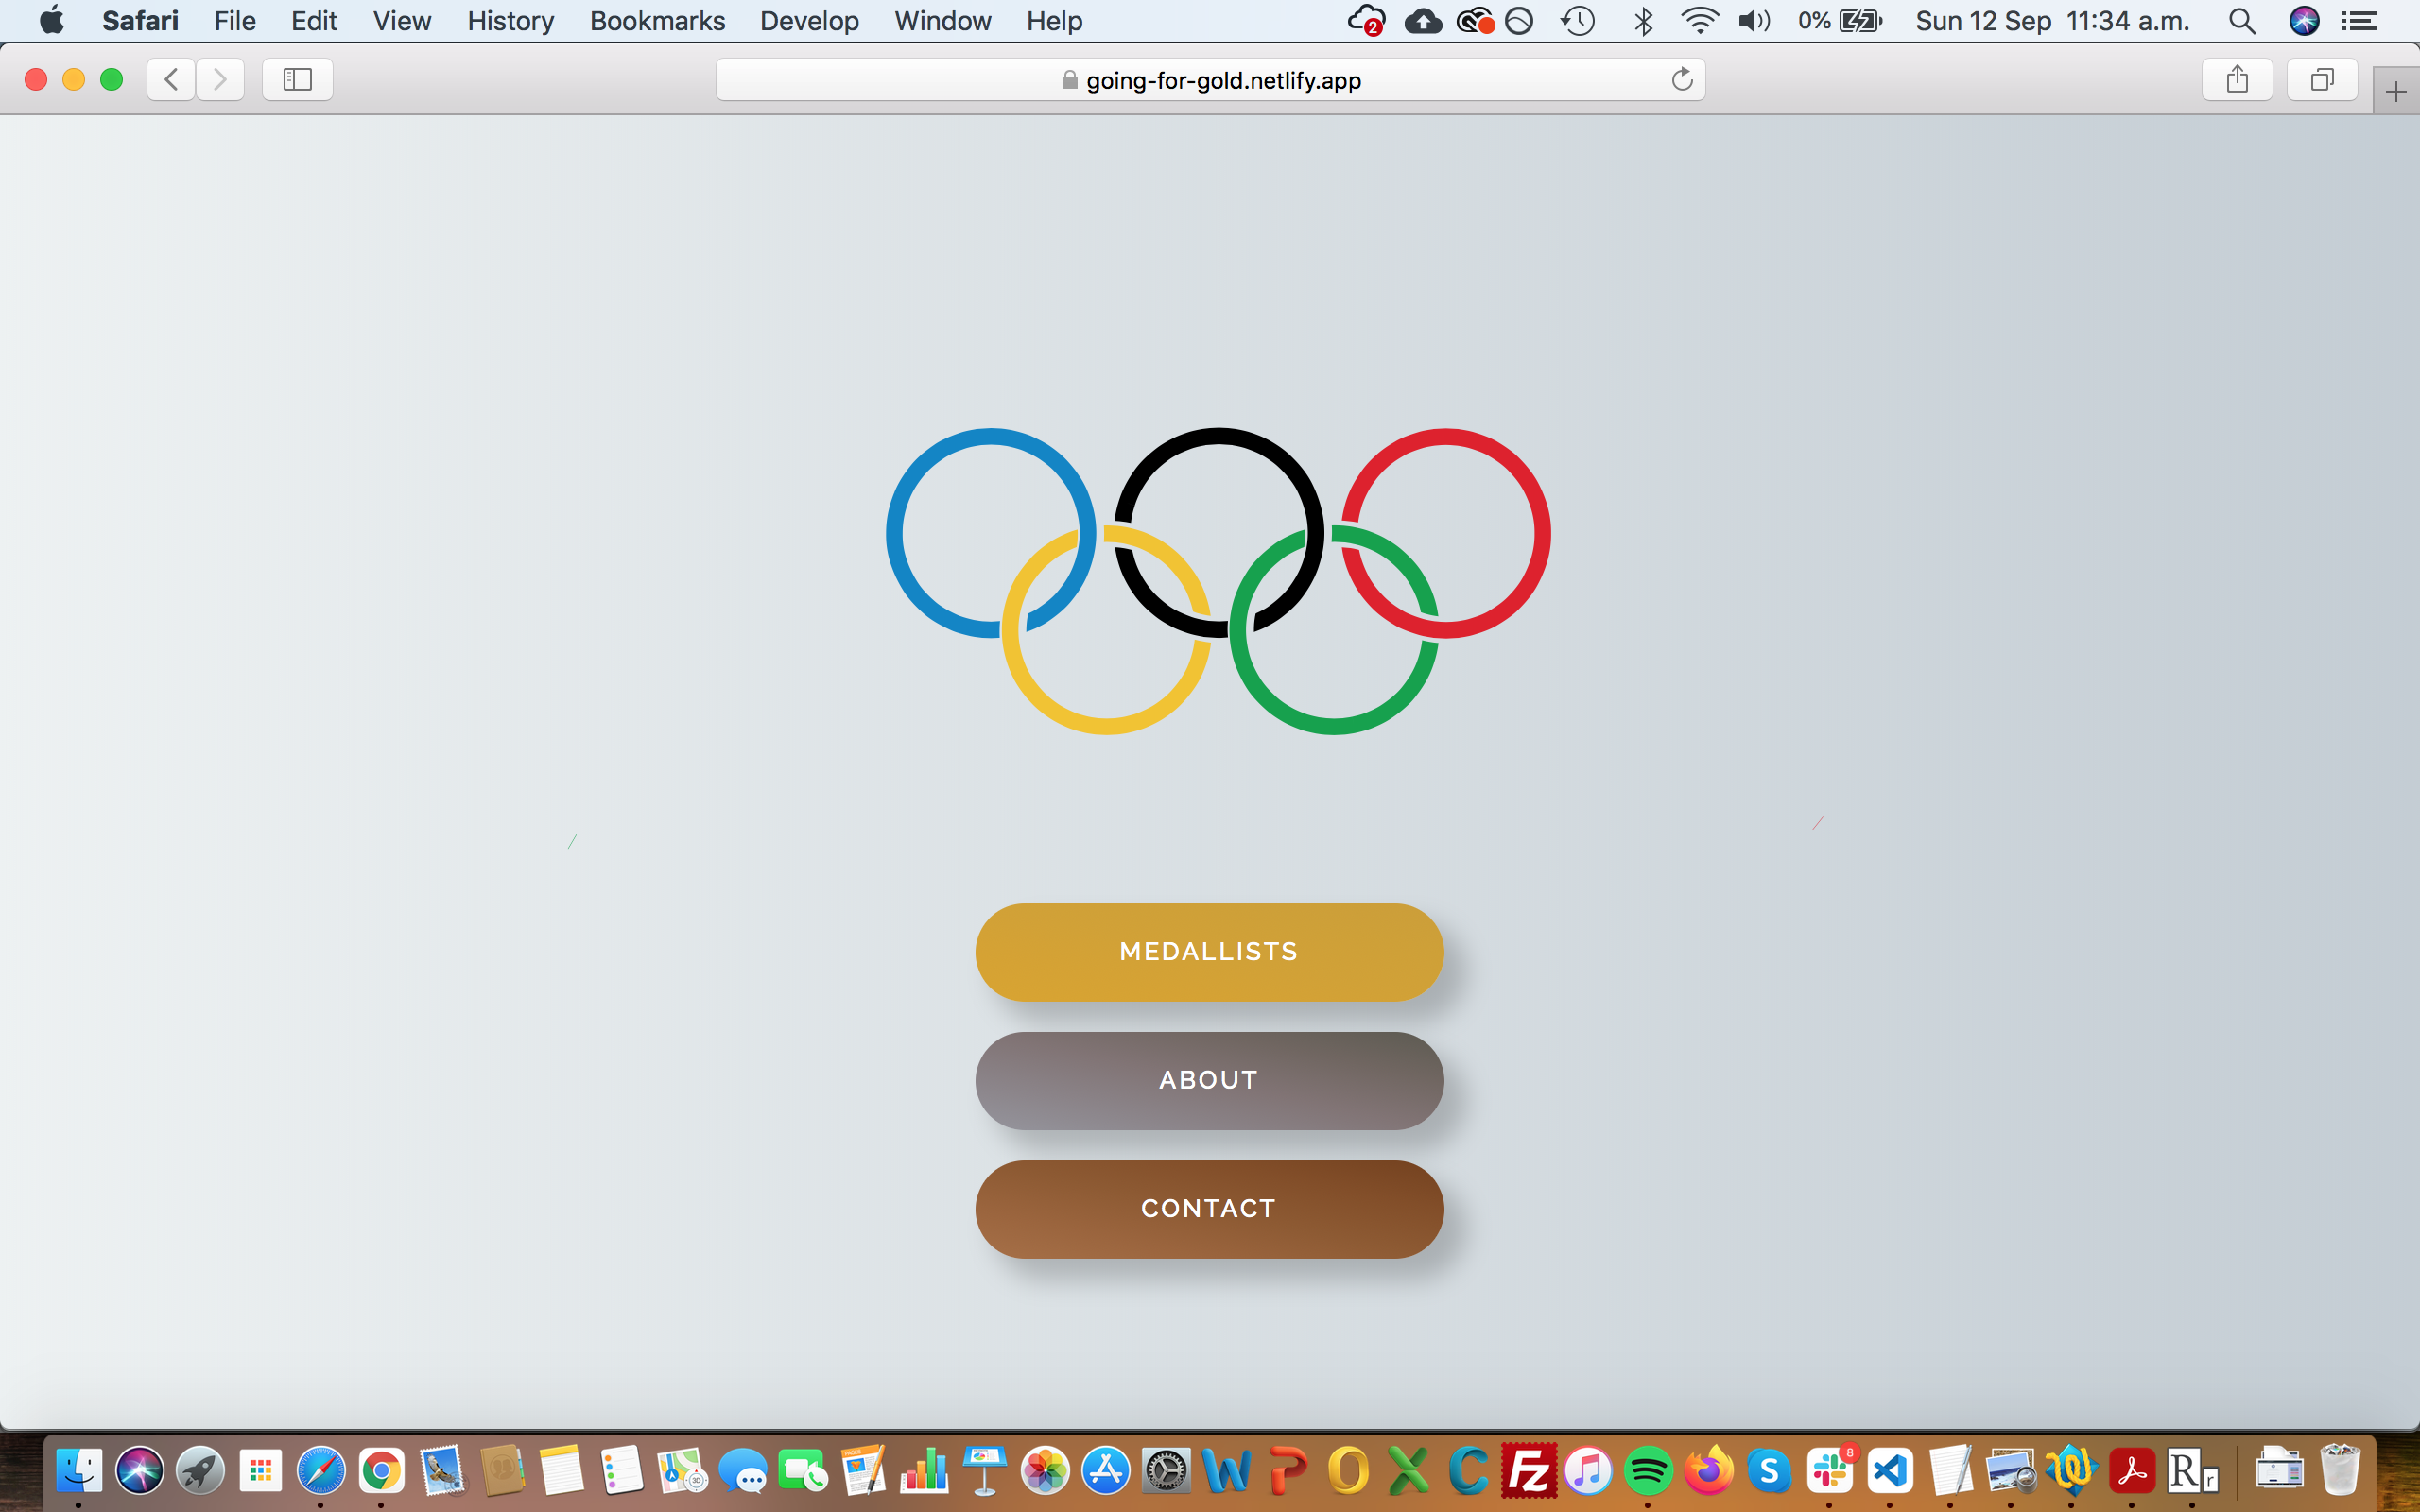 Safari File Edit View History Bookmarks Develop Window Help 2 0% Sun 12 Sep 11:34 a.m.
going-for-gold.netlify.app
MEDALLISTS
ABOUT
CONTACT
8